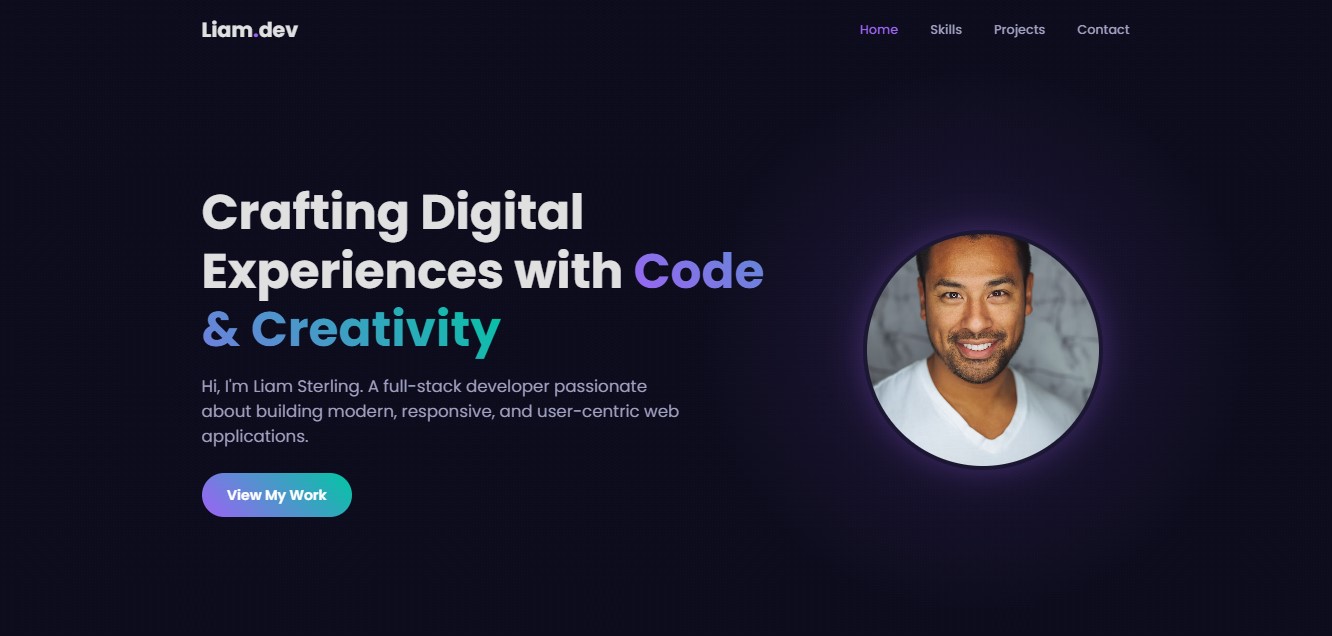 Liam.dev
Home Skills Projects Contact
Crafting Digital
Experiences with Code
& Creativity
Hi, I'm Liam Sterling. A full-stack developer passionate
about building modern, responsive, and user-centric web
applications.
View My Work